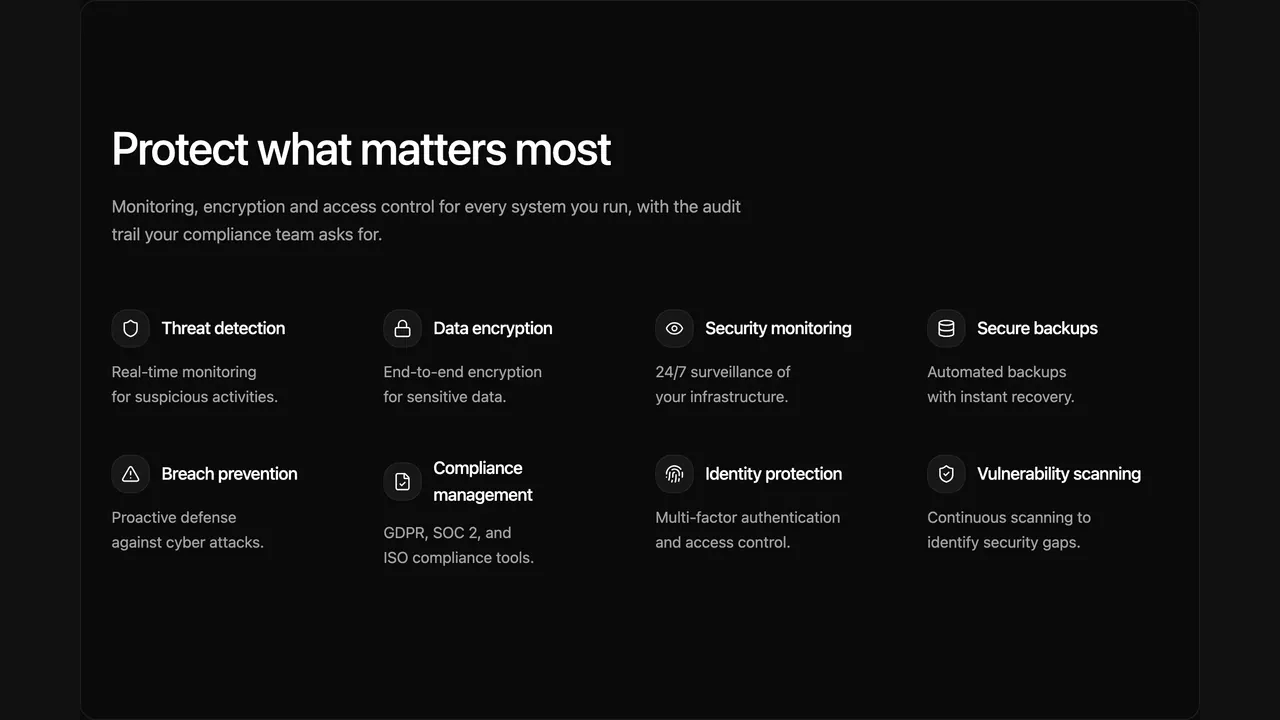 Protect what matters most
Monitoring, encryption and access control for every system you run, with the audit
trail your compliance team asks for.
Threat detection
Real-time monitoring
for suspicious activities.
Data encryption
End-to-end encryption
for sensitive data.
Security monitoring
24/7 surveillance of
your infrastructure.
Secure backups
Automated backups
with instant recovery.
Breach prevention
Proactive defense
against cyber attacks.
Compliance
management
GDPR, SOC 2, and
ISO compliance tools.
Identity protection
Multi-factor authentication
and access control.
Vulnerability scanning
Continuous scanning to
identify security gaps.